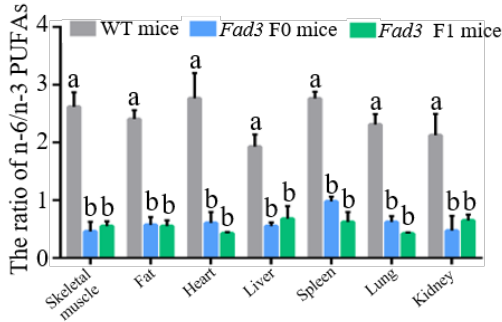 WT mice Fad3 F0 mice Fad3 F1 mice
The ratio of n-6/n-3 PUFAs
4
3
2
1
0
a a a a a a a
b b b b b b b b b b b b b b
Skeletal
muscle
Fat
Heart
Liver
Spleen
Lung
Kidney